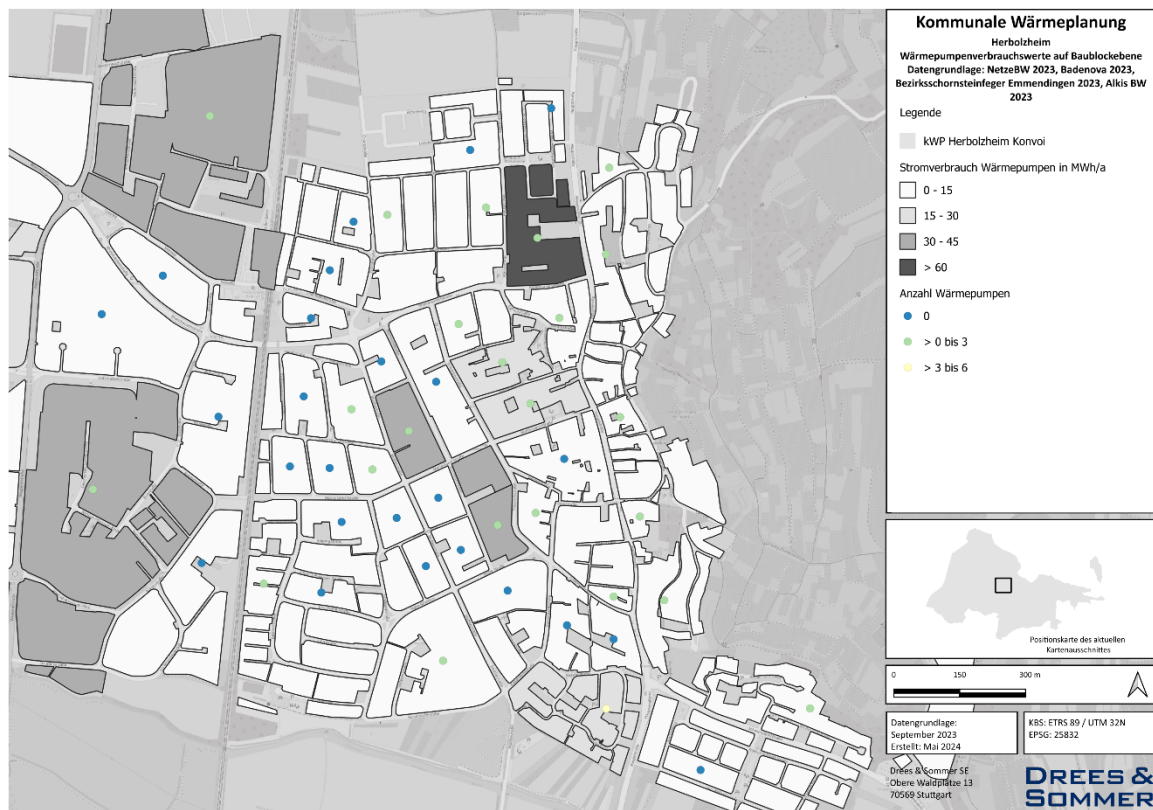 Kommunale Wärmeplanung
Herbolzheim
Wärmepumpenverbrauchswerte auf Baublockebene
Datengrundlage: NetzeBW 2023, Badenova 2023,
Bezirksschornsteinfeger Emmendingen 2023, Alkis BW
2023
Legende
kWP Herbolzheim Konvoi
Stromverbrauch Wärmepumpen in MWh/a
0 - 15
15 - 30
30 - 45
> 60
Anzahl Wärmepumpen
0
> 0 bis 3
> 3 bis 6
Positionskarte des aktuellen
Kartenausschnittes
0 150 300 m
Datengrundlage:
September 2023
Erstellt: Mai 2024
KBS: ETRS 89 / UTM 32N
EPSG: 25832
Drees & Sommer SE
Obere Waldplätze 13
70569 Stuttgart
DREES &
SOMMER